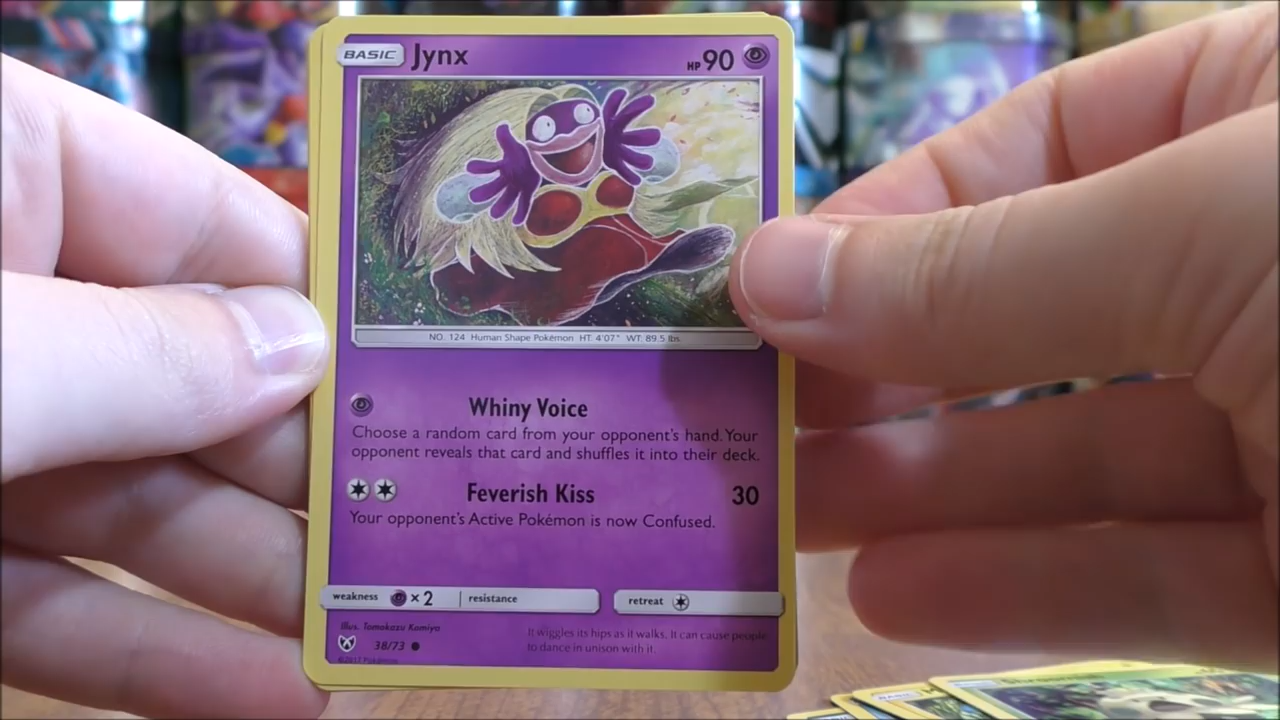 BASIC Jynx HP 90
NO. 124 Human Shape Pokémon HT. 4'07" WT. 89.5 lbs.
Whiny Voice
Choose a random card from your opponent's hand. Your
opponent reveals that card and shuffles it into their deck.
Feverish Kiss 30
Your opponent's Active Pokémon is now Confused.
weakness ×2 resistance retreat
Illus. Tomokazu Komiya
38/73
©2017 Pokémon
It wiggles its hips as it walks. It can cause people
to dance in unison with it.
BASIC